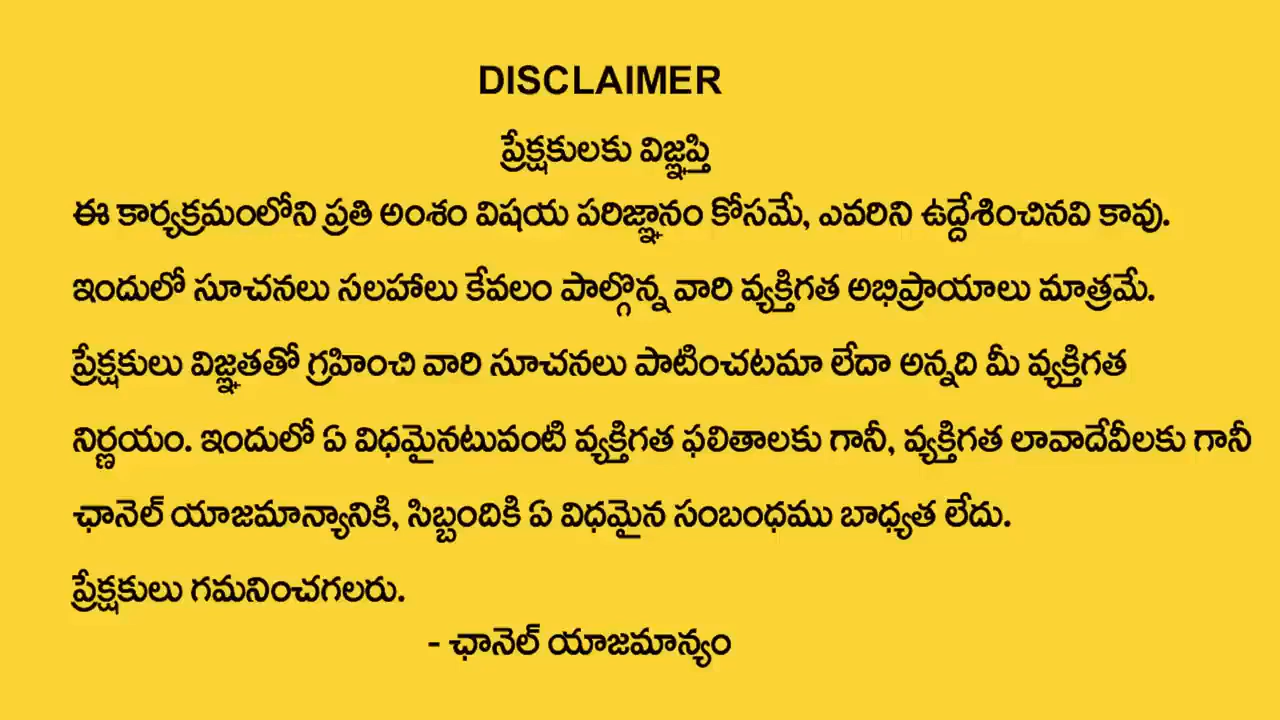 DISCLAIMER
ప్రేక్షకులకు విజ్ఞప్తి
ఈ కార్యక్రమంలోని ప్రతి అంశం విషయ పరిజ్ఞానం కోసమే, ఎవరిని ఉద్దేశించినవి కావు.
ఇందులో సూచనలు సలహాలు కేవలం పాల్గొన్న వారి వ్యక్తిగత అభిప్రాయాలు మాత్రమే.
ప్రేక్షకులు విజ్ఞతతో గ్రహించి వారి సూచనలు పాటించటమా లేదా అన్నది మీ వ్యక్తిగత
నిర్ణయం. ఇందులో ఏ విధమైనటువంటి వ్యక్తిగత ఫలితాలకు గానీ, వ్యక్తిగత లావాదేవీలకు గానీ
ఛానెల్ యాజమాన్యానికి, సిబ్బందికి ఏ విధమైన సంబంధము బాధ్యత లేదు.
ప్రేక్షకులు గమనించగలరు.
- ఛానెల్ యాజమాన్యం